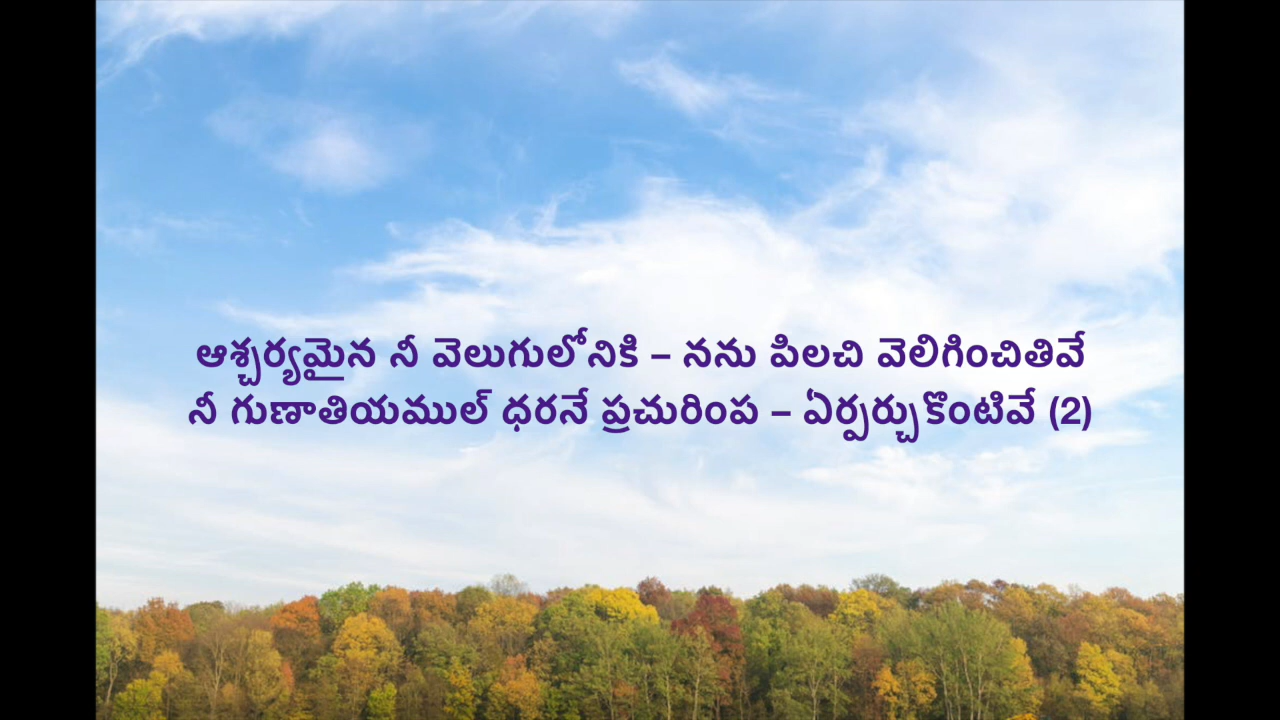 ఆశ్చర్యమైన నీ వెలుగులోనికి – నను పిలచి వెలిగించితివే
నీ గుణాతియముల్ ధరనే ప్రచురింప – ఏర్పర్చుకొంటివే (2)